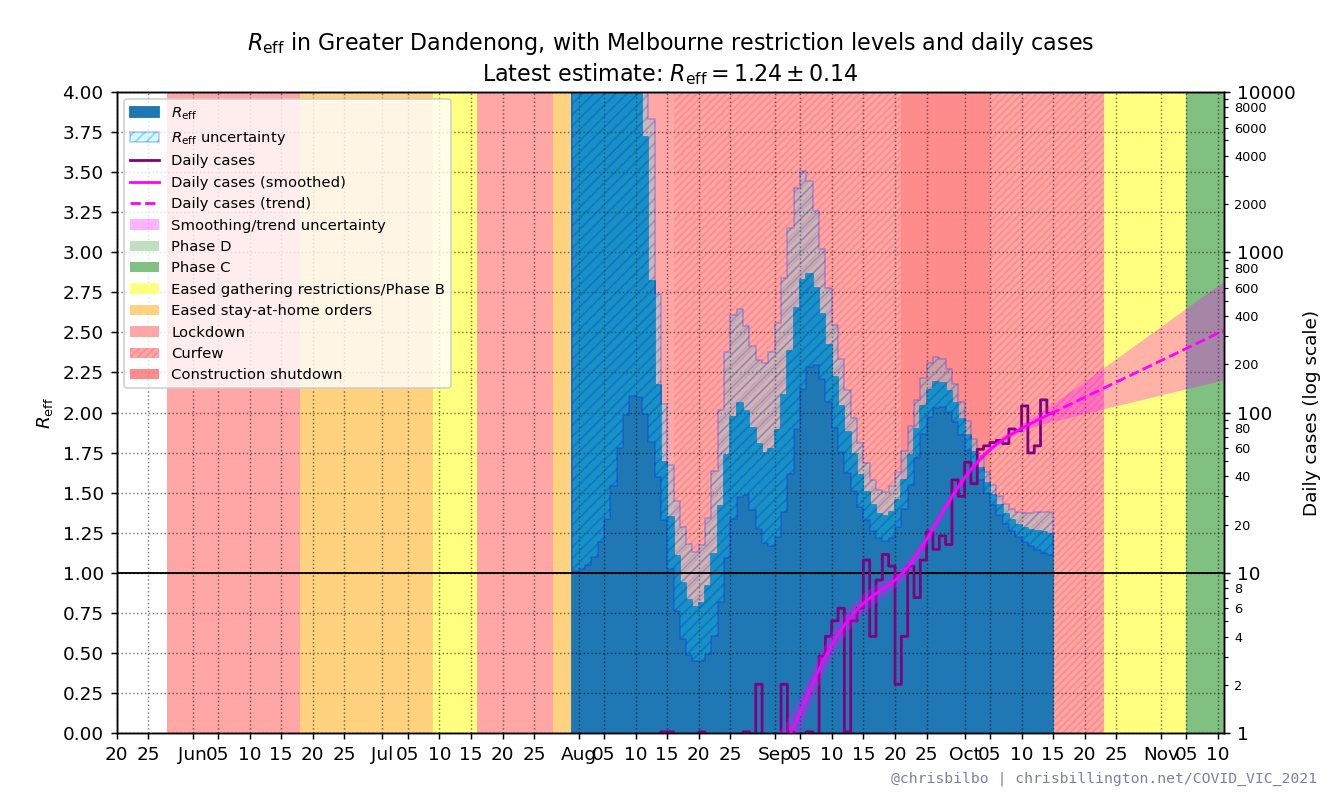 Reff in Greater Dandenong, with Melbourne restriction levels and daily cases
Latest estimate: Reff = 1.24 ± 0.14
Reff
Reff uncertainty
Daily cases
Daily cases (smoothed)
Daily cases (trend)
Smoothing/trend uncertainty
Phase D
Phase C
Eased gathering restrictions/Phase B
Eased stay-at-home orders
Lockdown
Curfew
Construction shutdown
Reff
4.00
3.75
3.50
3.25
3.00
2.75
2.50
2.25
2.00
1.75
1.50
1.25
1.00
0.75
0.50
0.25
0.00
10000
8000
6000
4000
2000
1000
800
600
400
200
100
80
60
40
20
10
8
6
4
2
1
Daily cases (log scale)
20 25 Jun 05 10 15 20 25 Jul 05 10 15 20 25 Aug 05 10 15 20 25 Sep 05 10 15 20 25 Oct 05 10 15 20 25 Nov 05 10
@chrisbilbo | chrisbillington.net/COVID_VIC_2021